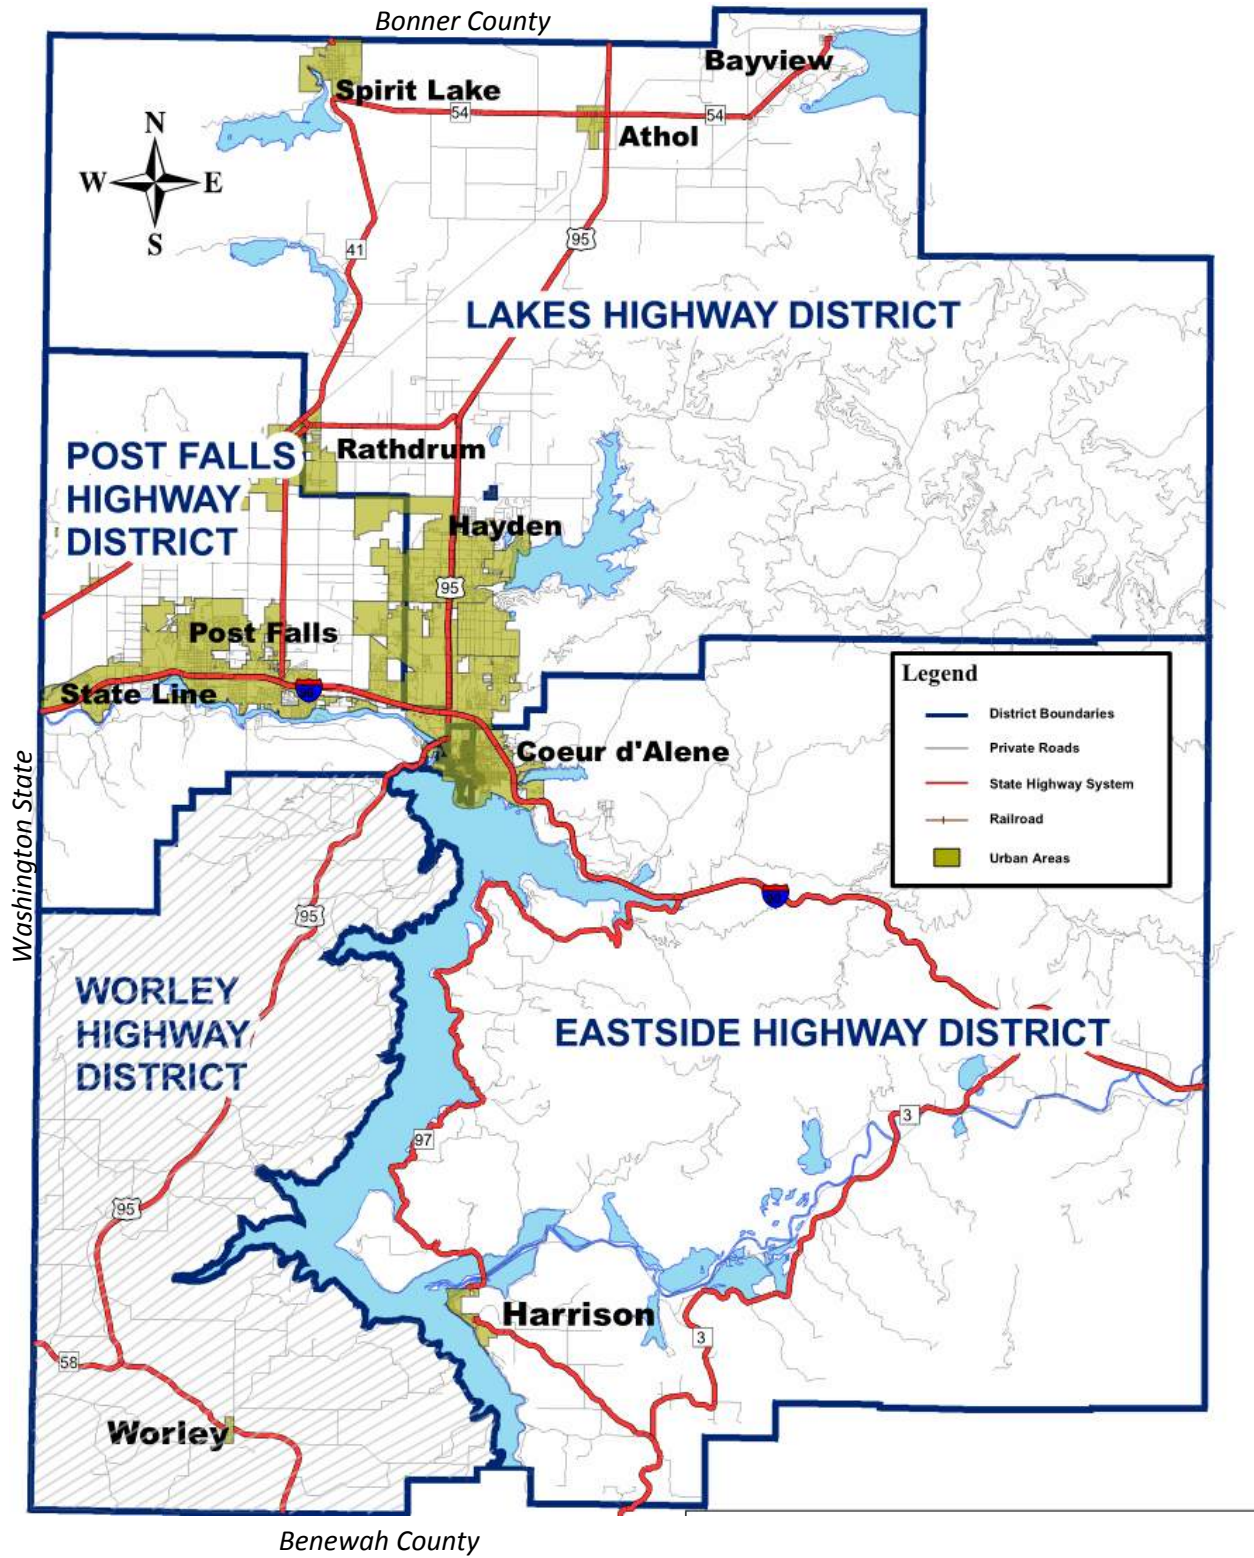 Bonner County
Bayview
Spirit Lake
54
54
Athol
N
W E
S
41
95
LAKES HIGHWAY DISTRICT
POST FALLS
HIGHWAY
DISTRICT
Rathdrum
Hayden
95
Post Falls
State Line
Coeur d'Alene
Legend
District Boundaries
Private Roads
State Highway System
Railroad
Urban Areas
Washington State
95
WORLEY
HIGHWAY
DISTRICT
EASTSIDE HIGHWAY DISTRICT
3
97
95
Harrison
3
58
Worley
Benewah County